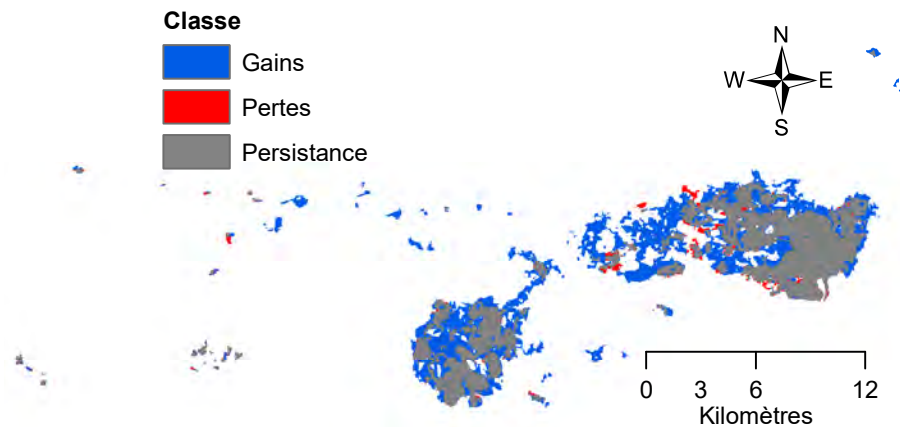 Classe
Gains
Pertes
Persistance
N
W E
S
0 3 6 12
Kilomètres